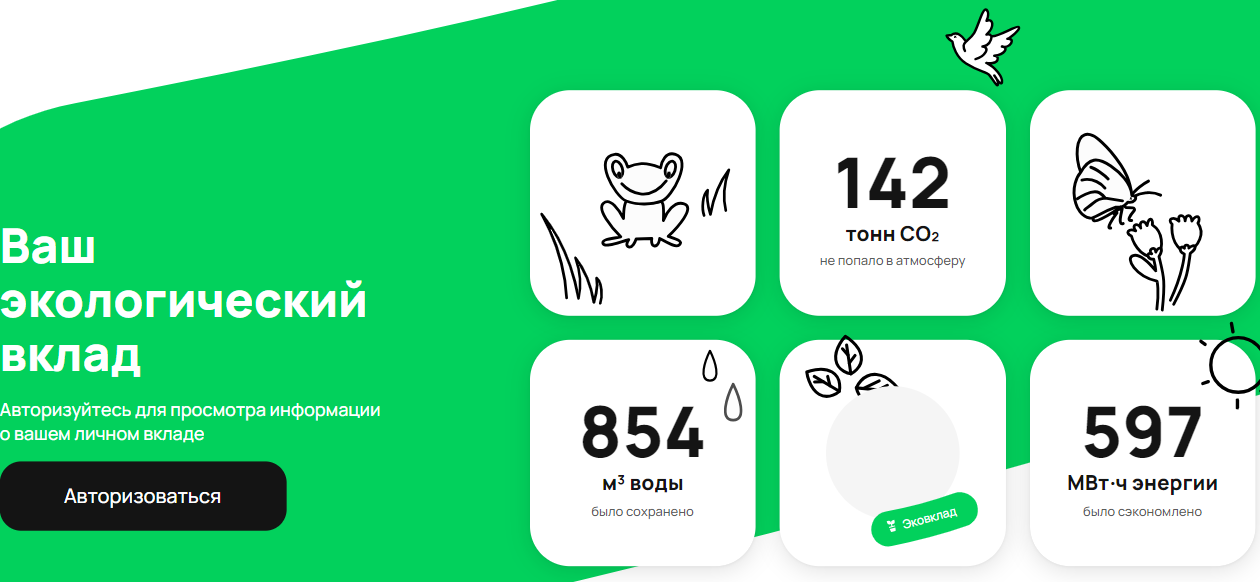 Ваш
экологический
вклад
Авторизуйтесь для просмотра информации
о вашем личном вкладе
Авторизоваться
142
тонн CO₂
не попало в атмосферу
854
м³ воды
было сохранено
Эковклад
597
МВт·ч энергии
было сэкономлено